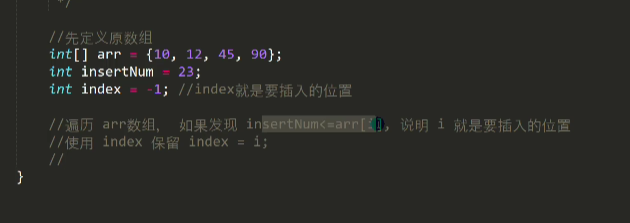 */
//先定义原数组
int[] arr = {10, 12, 45, 90};
int insertNum = 23;
int index = -1; //index就是要插入的位置
//遍历 arr数组, 如果发现 insertNum<=arr[i], 说明 i 就是要插入的位置
//使用 index 保留 index = i;
//
}